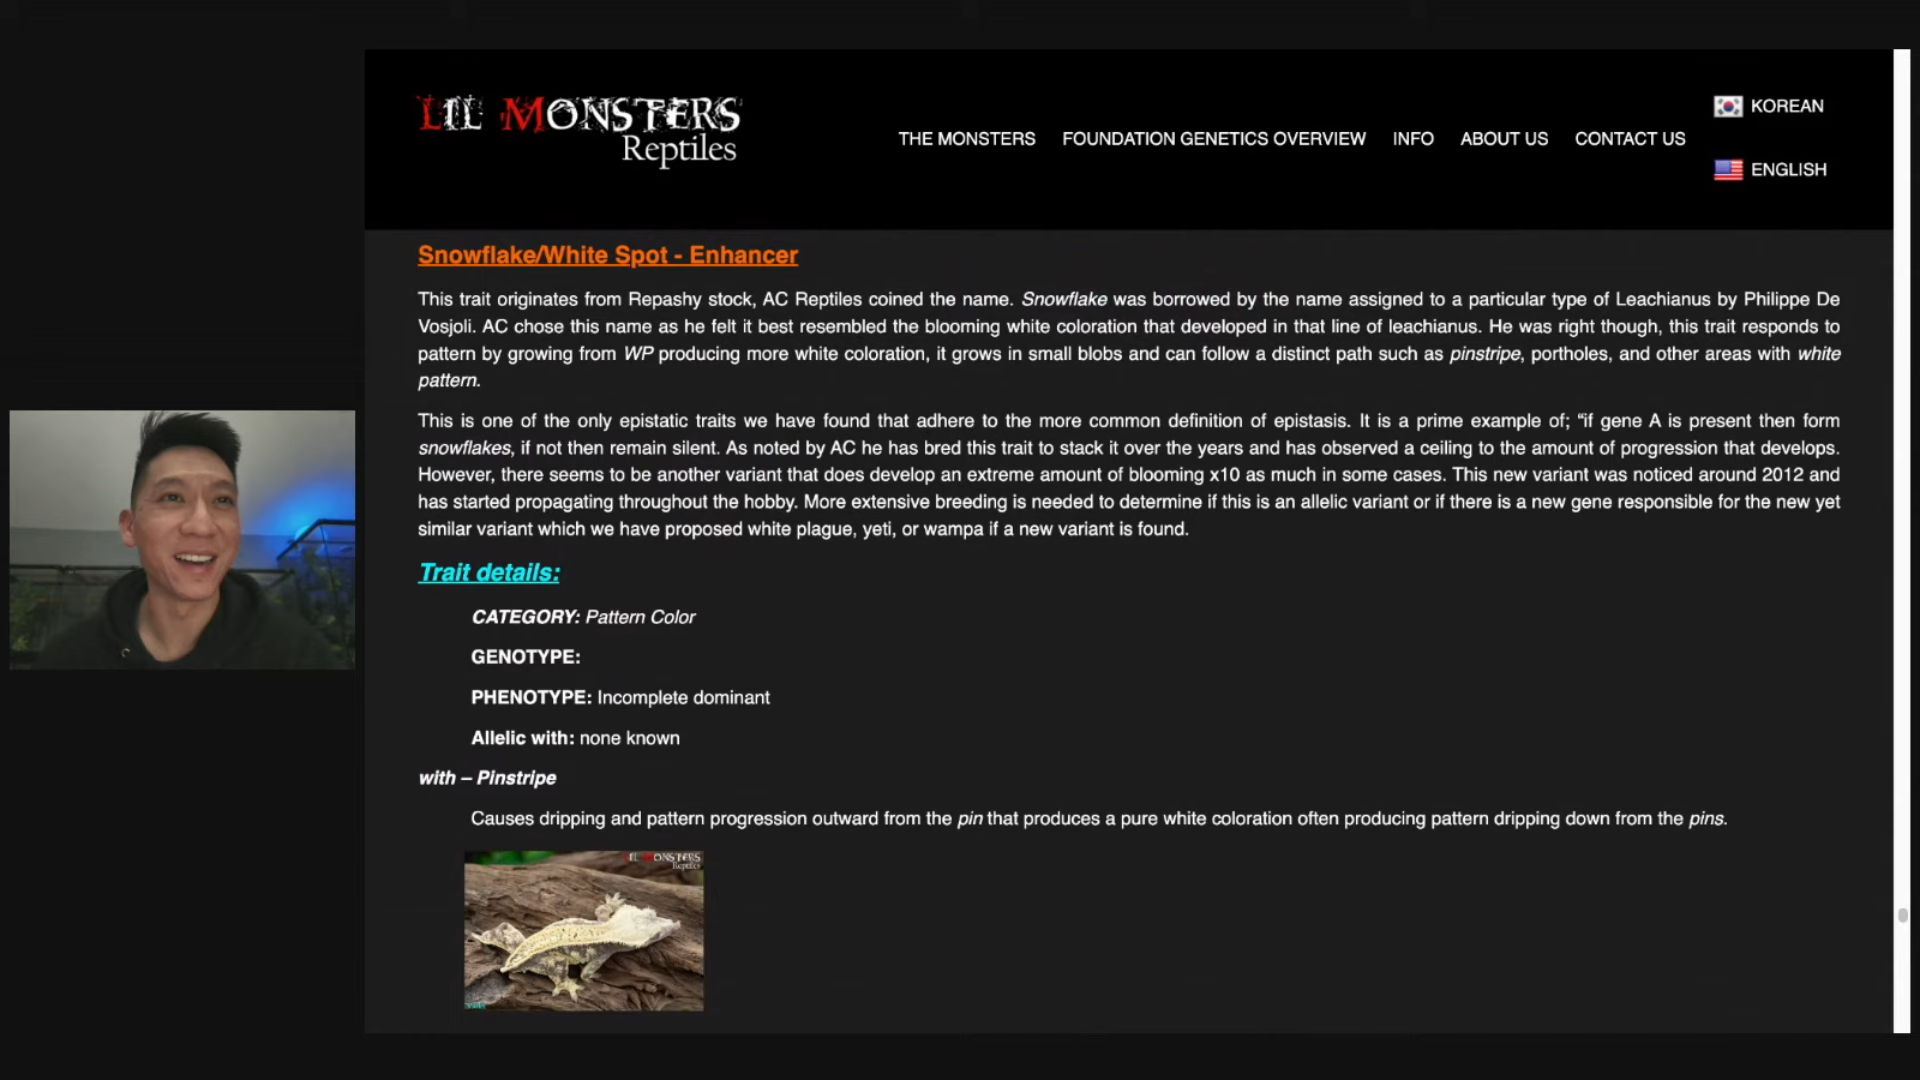 LIL MONSTERS
Reptiles
THE MONSTERS
FOUNDATION GENETICS OVERVIEW
INFO
ABOUT US
CONTACT US
KOREAN
ENGLISH
Snowflake/White Spot - Enhancer
This trait originates from Repashy stock, AC Reptiles coined the name. Snowflake was borrowed by the name assigned to a particular type of Leachianus by Philippe De
Vosjoli. AC chose this name as he felt it best resembled the blooming white coloration that developed in that line of leachianus. He was right though, this trait responds to
pattern by growing from WP producing more white coloration, it grows in small blobs and can follow a distinct path such as pinstripe, portholes, and other areas with white
pattern.
This is one of the only epistatic traits we have found that adhere to the more common definition of epistasis. It is a prime example of; “if gene A is present then form
snowflakes, if not then remain silent. As noted by AC he has bred this trait to stack it over the years and has observed a ceiling to the amount of progression that develops.
However, there seems to be another variant that does develop an extreme amount of blooming x10 as much in some cases. This new variant was noticed around 2012 and
has started propagating throughout the hobby. More extensive breeding is needed to determine if this is an allelic variant or if there is a new gene responsible for the new yet
similar variant which we have proposed white plague, yeti, or wampa if a new variant is found.
Trait details:
CATEGORY: Pattern Color
GENOTYPE:
PHENOTYPE: Incomplete dominant
Allelic with: none known
with – Pinstripe
Causes dripping and pattern progression outward from the pin that produces a pure white coloration often producing pattern dripping down from the pins.
LIL MONSTERS
Reptiles